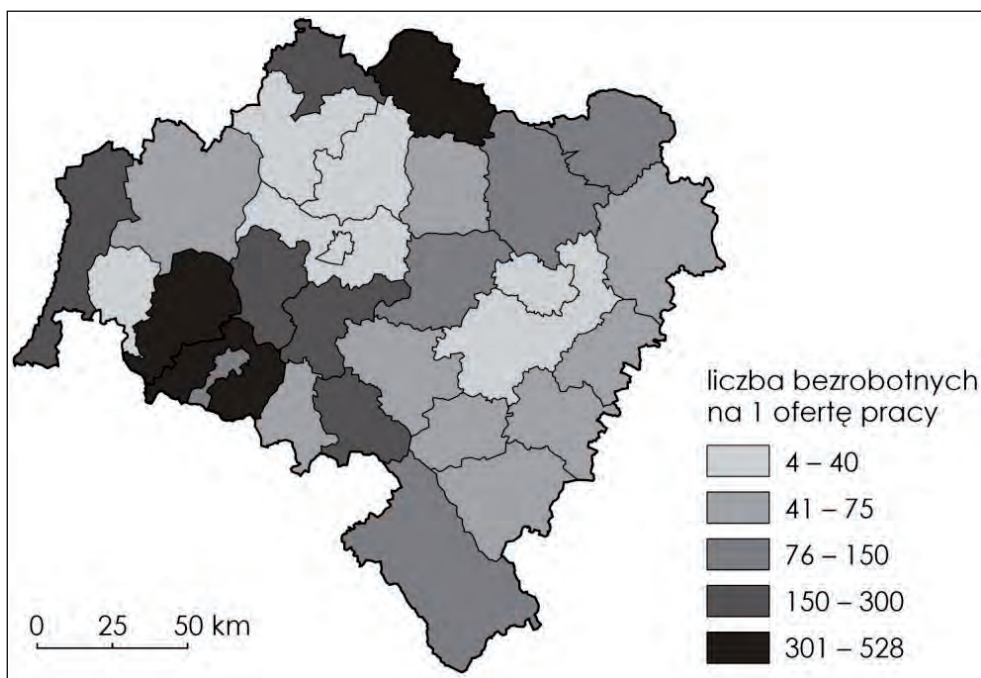 liczba bezrobotnych
na 1 ofertę pracy
4 – 40
41 – 75
76 – 150
150 – 300
301 – 528
0 25 50 km